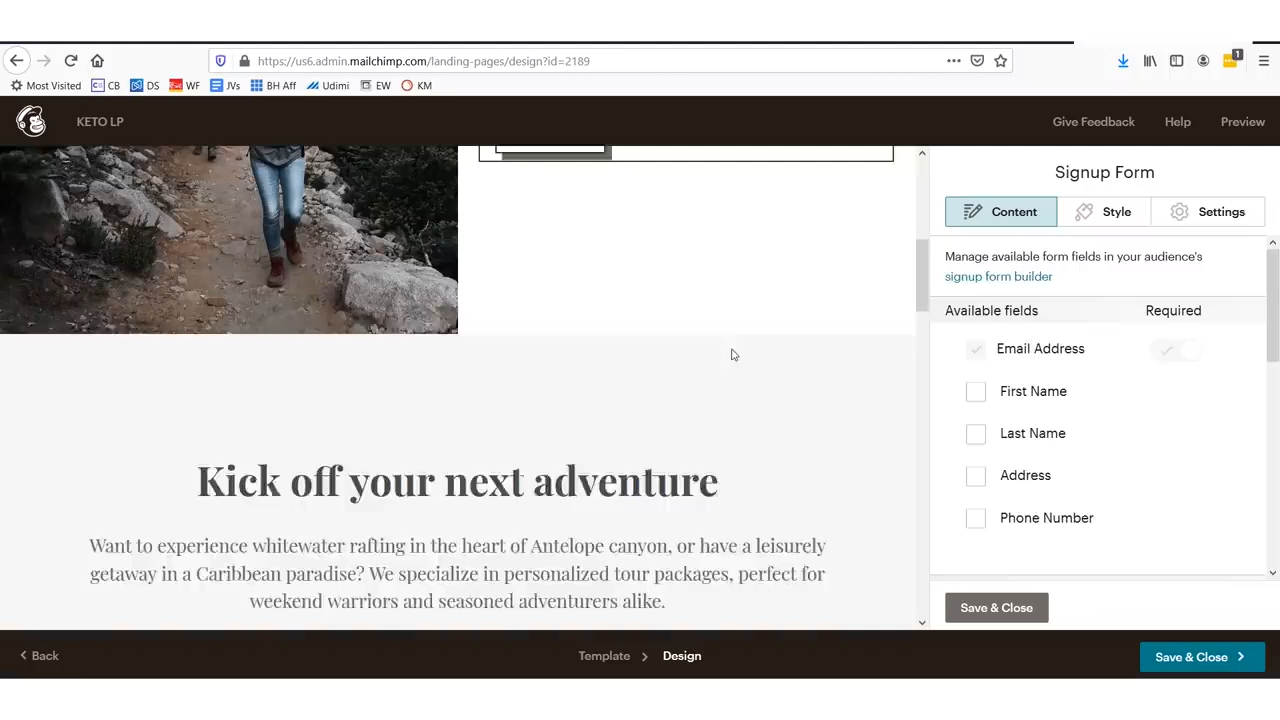 https://us6.admin.mailchimp.com/landing-pages/design?id=2189
1
Most Visited CB DS WF JVs BH Aff Udimi EW KM
KETO LP
Give Feedback Help Preview
Signup Form
Content Style Settings
Manage available form fields in your audience's
signup form builder
Available fields Required
Email Address
First Name
Last Name
Address
Phone Number
Save & Close
Kick off your next adventure
Want to experience whitewater rafting in the heart of Antelope canyon, or have a leisurely
getaway in a Caribbean paradise? We specialize in personalized tour packages, perfect for
weekend warriors and seasoned adventurers alike.
Back
Template Design
Save & Close